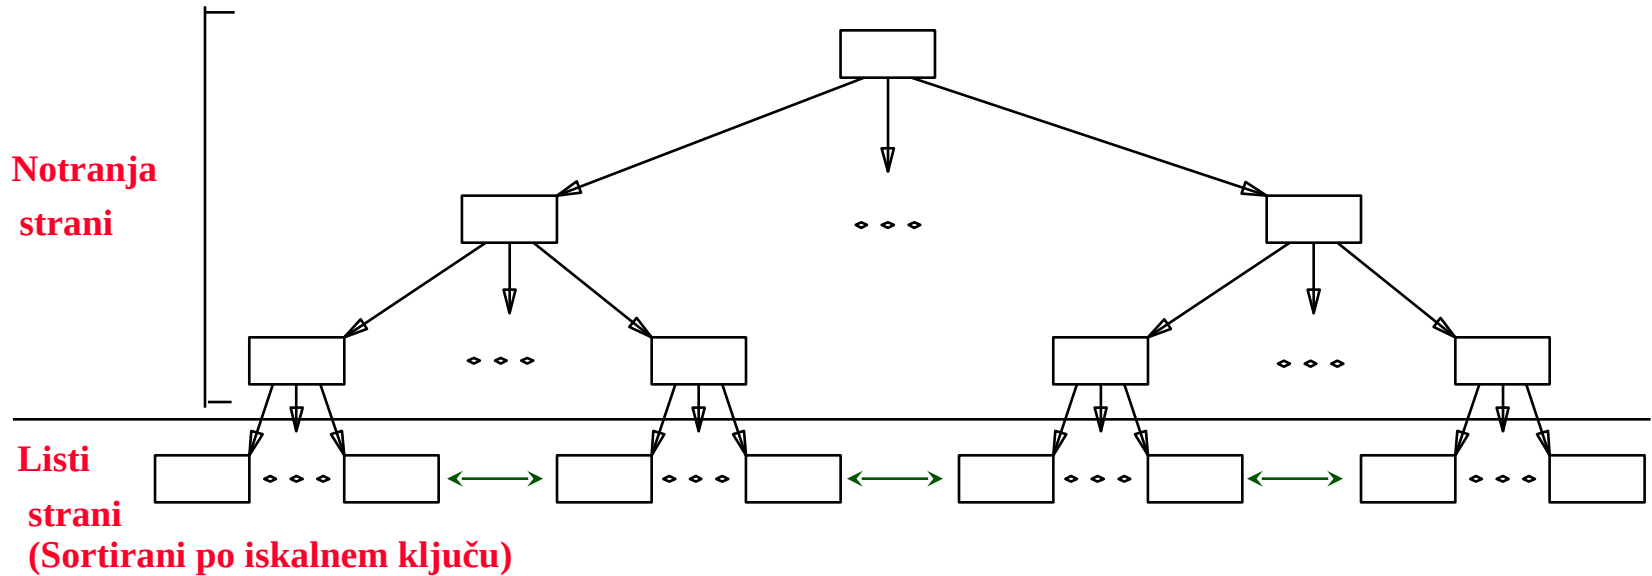 Notranja
strani
Listi
strani
(Sortirani po iskalnem ključu)